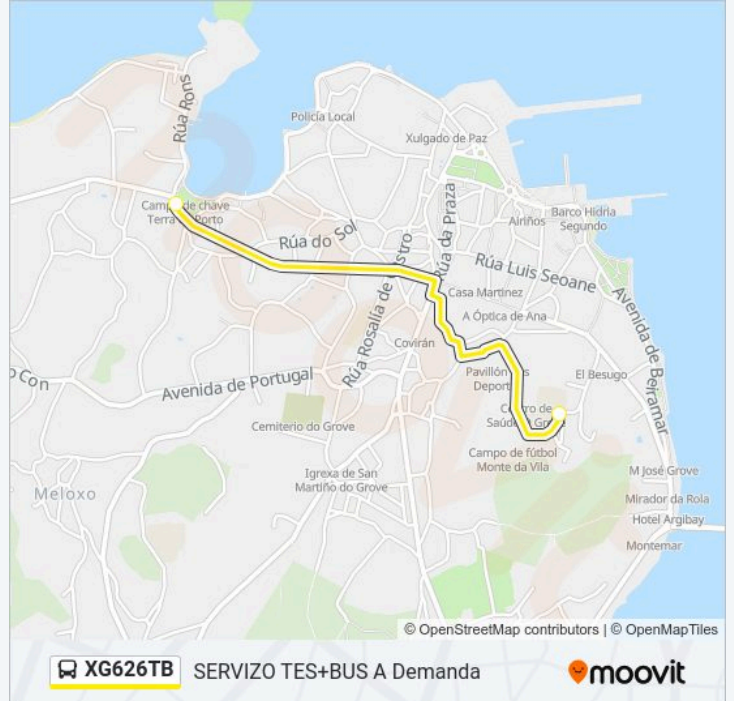 Rúa Rons
Policía Local
Xulgado de Paz
Camp de chave
Terra Porto
Rúa do Sol
Rúa Rosalía de Castro
Rúa da Praza
Airiños
Barco Hidria
Segundo
Rúa Luis Seoane
Casa Martinez
A Óptica de Ana
Avenida de Beiramar
Covirán
Pavillón
Deport
El Besugo
o Con
Avenida de Portugal
Cemiterio do Grove
Saúde
Campo de fútbol
Monte da Vila
Igrexa de San
Martiño do Grove
Meloxo
M José Grove
Mirador da Rola
Hotel Argibay
Montemar
© OpenStreetMap contributors | © OpenMapTiles
XG626TB SERVIZO TES+BUS A Demanda
moovit